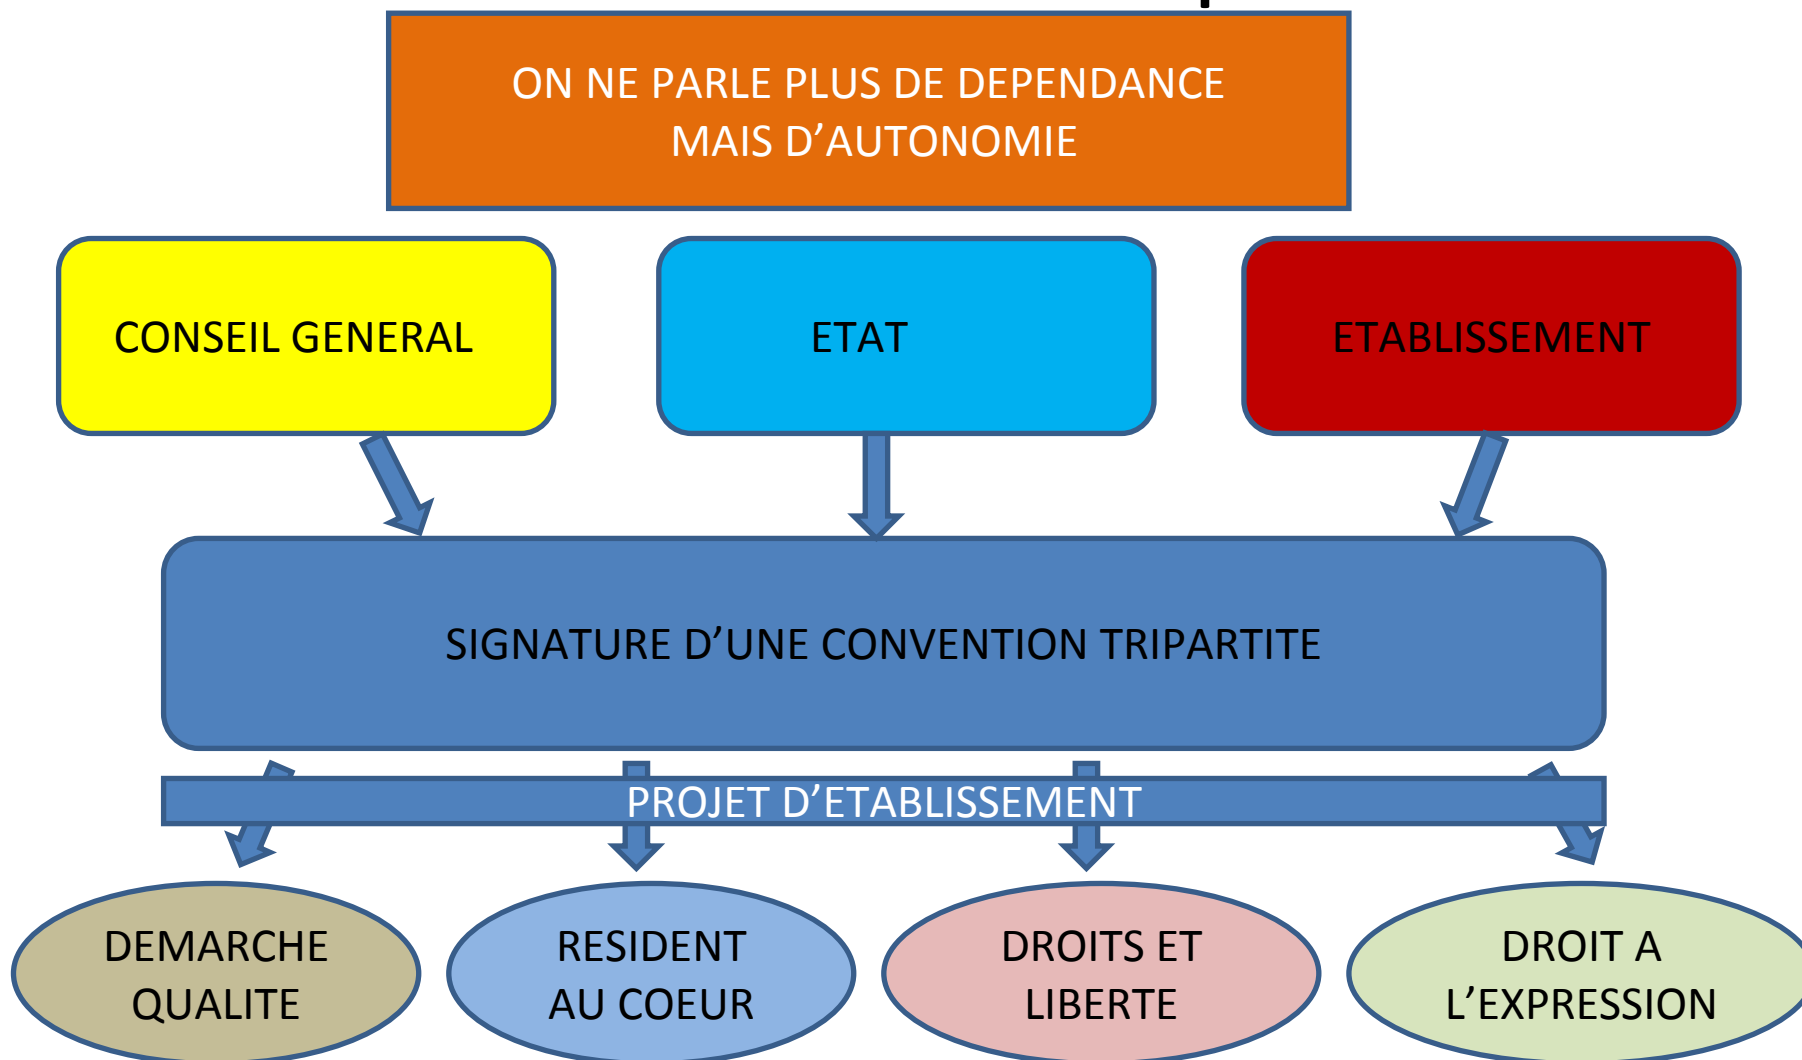 ON NE PARLE PLUS DE DEPENDANCE
MAIS D’AUTONOMIE
CONSEIL GENERAL
ETAT
ETABLISSEMENT
SIGNATURE D’UNE CONVENTION TRIPARTITE
PROJET D’ETABLISSEMENT
DEMARCHE
QUALITE
RESIDENT
AU COEUR
DROITS ET
LIBERTE
DROIT A
L’EXPRESSION